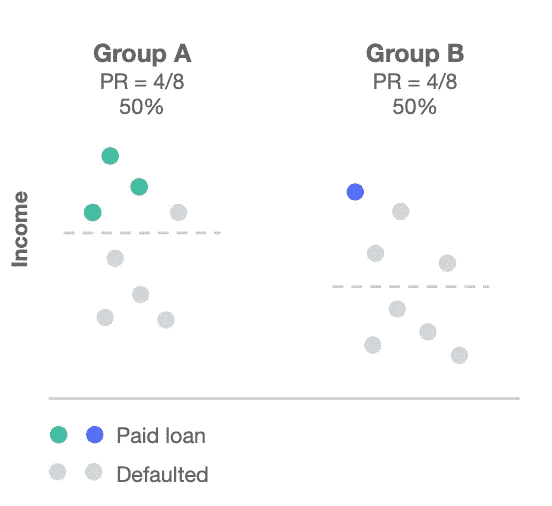 Group A
PR = 4/8
50%
Group B
PR = 4/8
50%
Income
Paid loan
Defaulted